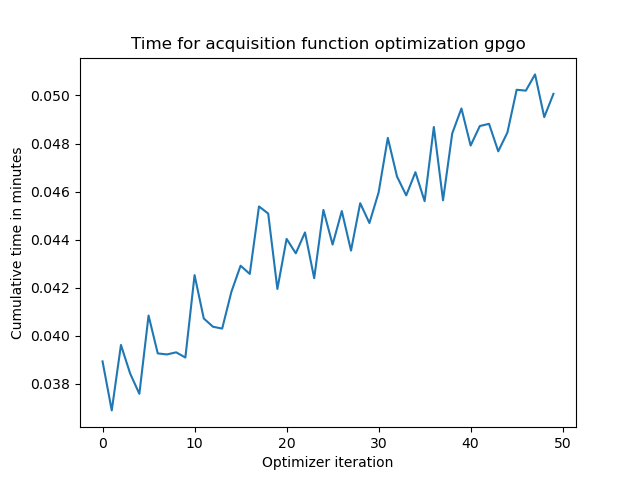 Time for acquisition function optimization gpgo
0.050
0.048
0.046
0.044
0.042
0.040
0.038
Cumulative time in minutes
0 10 20 30 40 50
Optimizer iteration